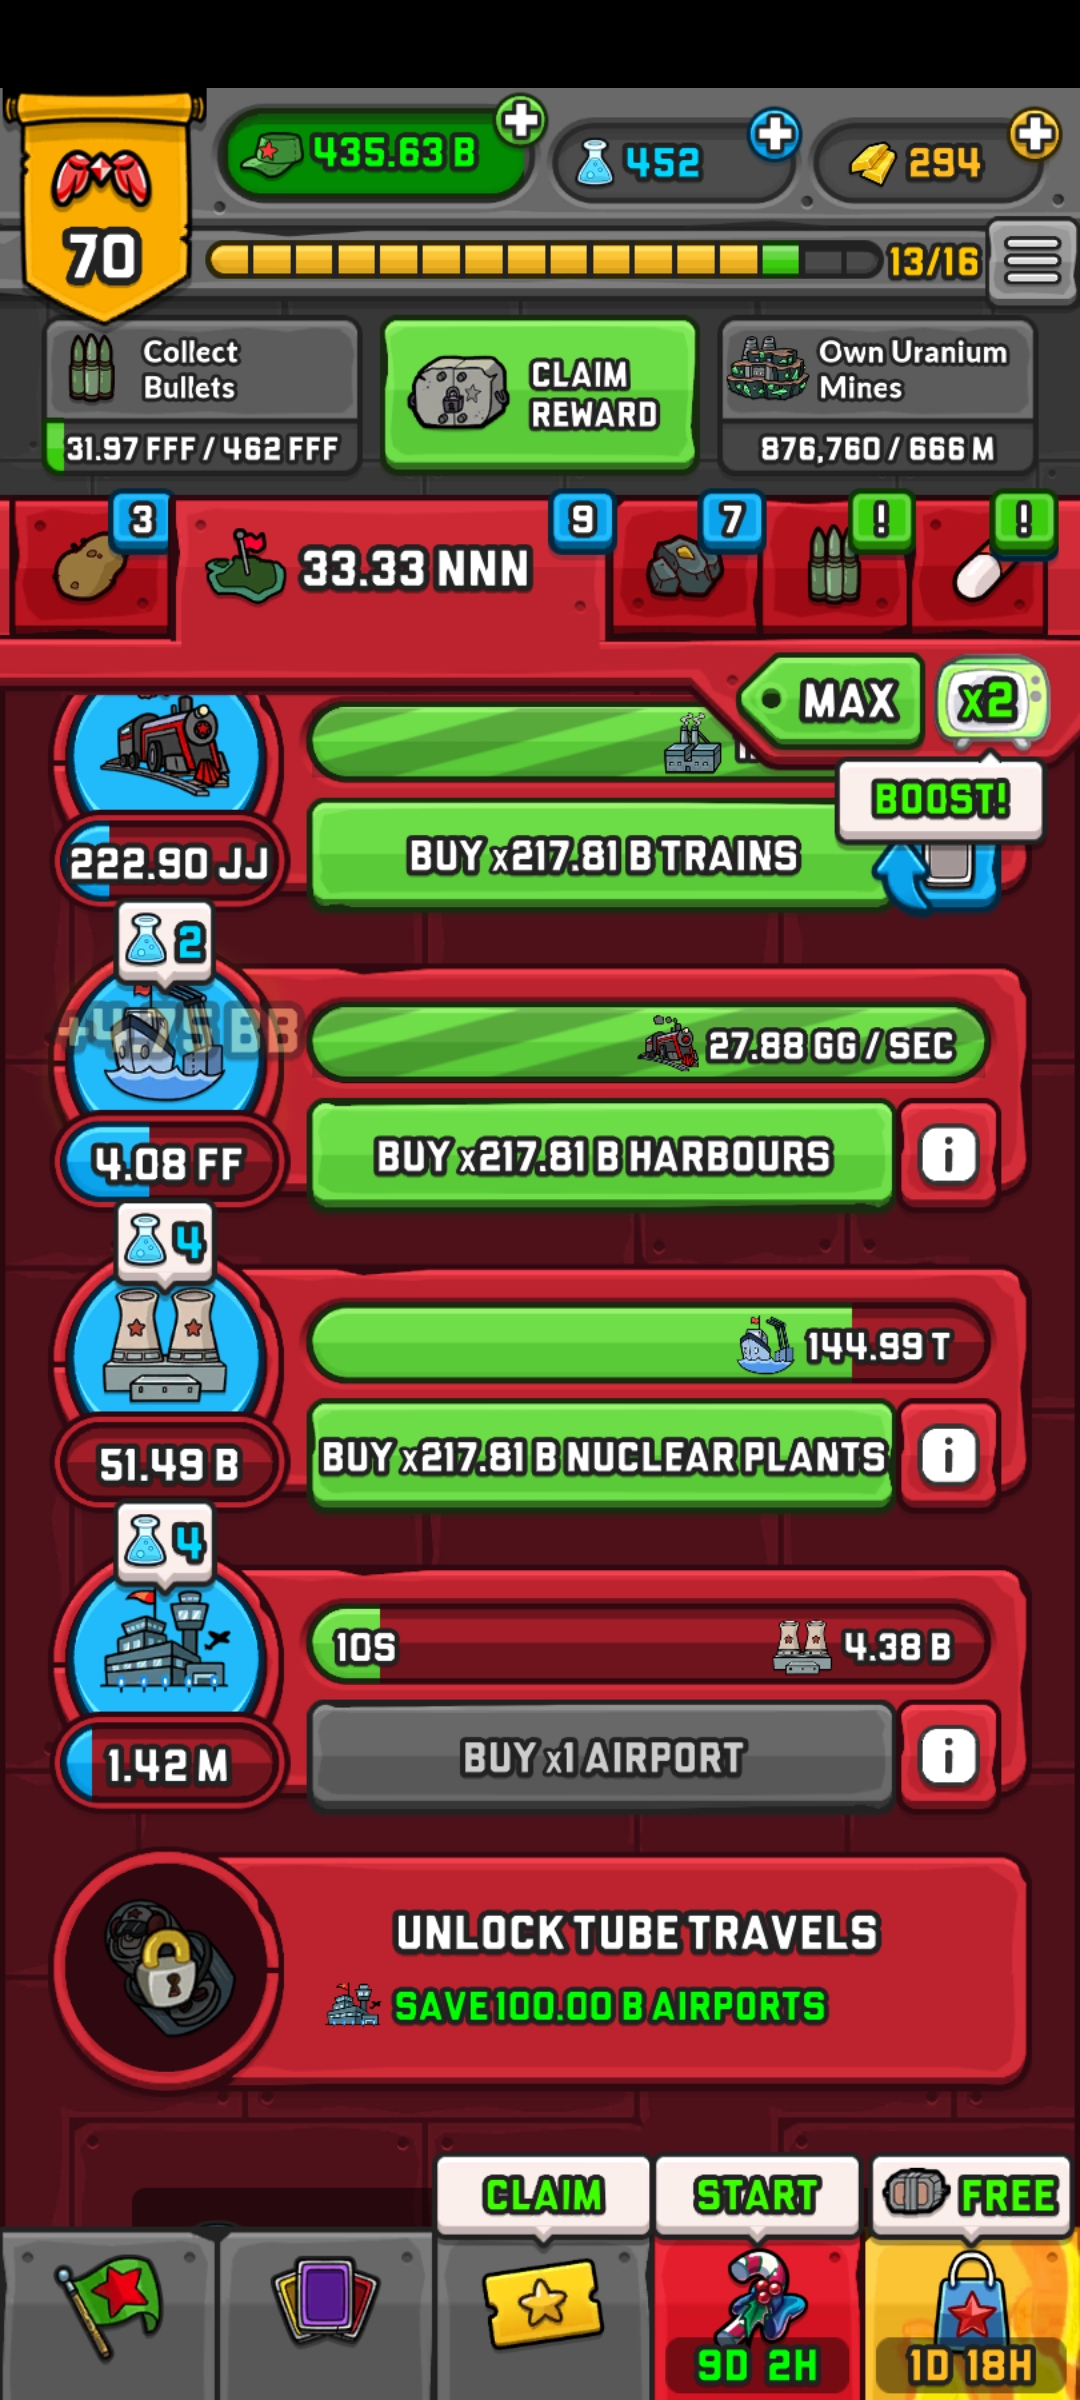 435.63 B
452
294
70
13/16
Collect
Bullets
31.97 FFF / 462 FFF
CLAIM
REWARD
Own Uranium
Mines
876,760 / 666 M
3
33.33 NNN
9
7
!
!
MAX
x2
BOOST!
222.90 JJ
BUY x217.81 B TRAINS
2
+4.75 BB
27.88 GG / SEC
4.08 FF
BUY x217.81 B HARBOURS
i
4
144.99 T
51.49 B
BUY x217.81 B NUCLEAR PLANTS
i
4
10S
4.38 B
1.42 M
BUY x1 AIRPORT
i
UNLOCK TUBE TRAVELS
SAVE 100.00 B AIRPORTS
CLAIM
START
FREE
9D 2H
1D 18H